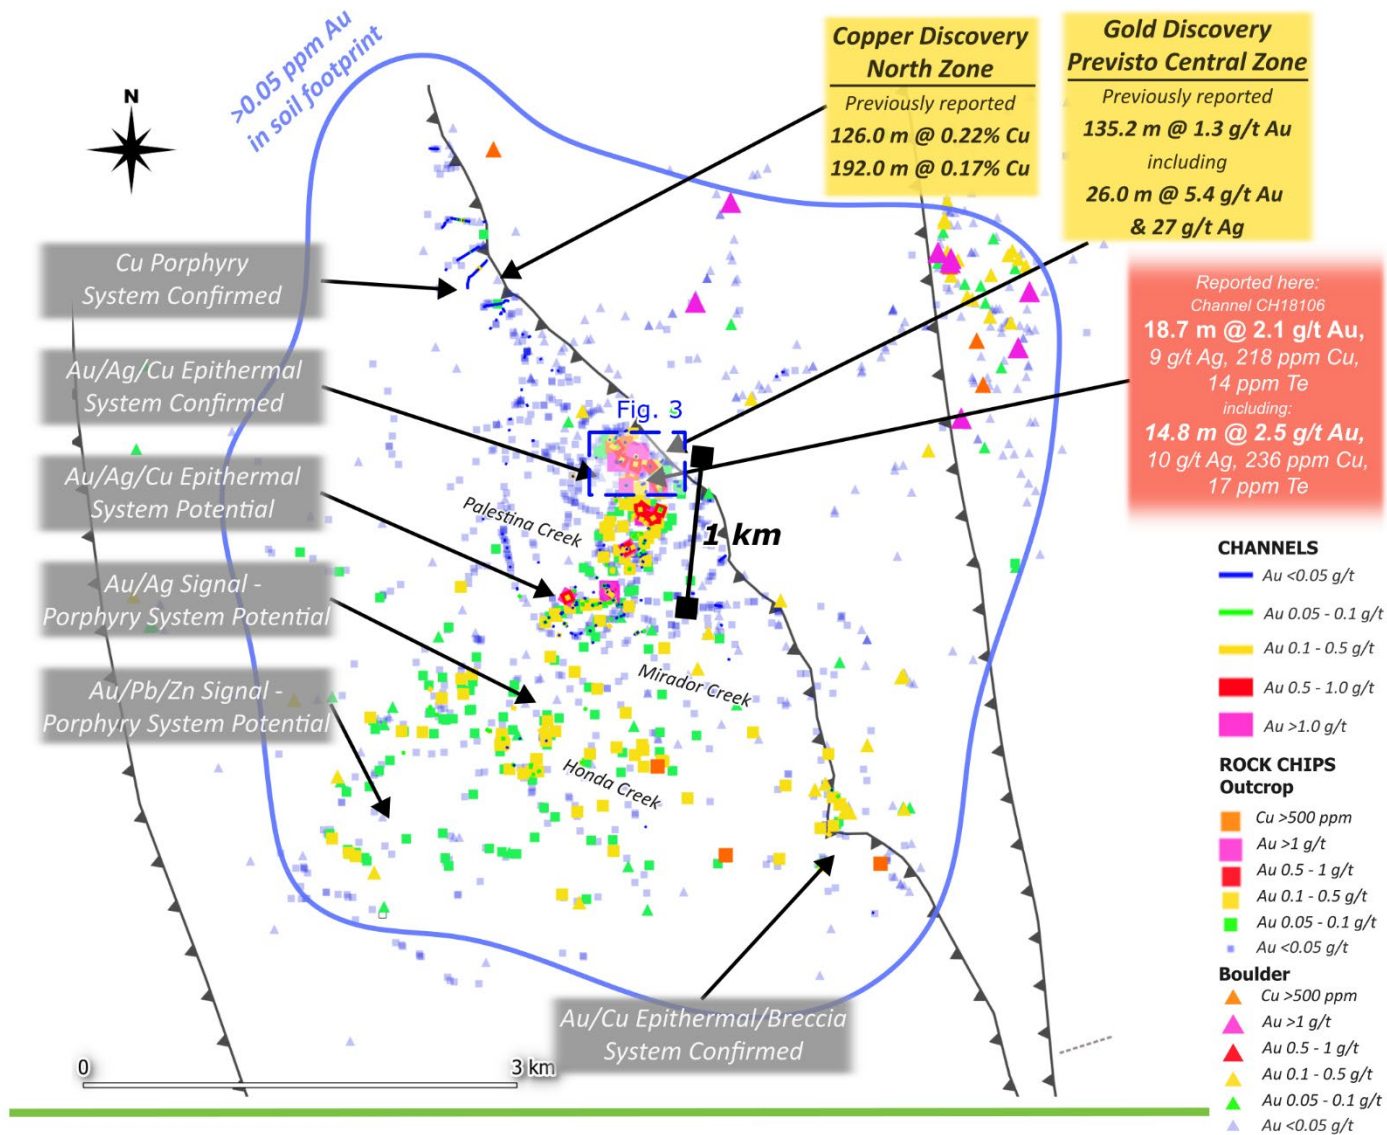 >0.05 ppm Au
in soil footprint
N
Copper Discovery
North Zone
Previously reported
126.0 m @ 0.22% Cu
192.0 m @ 0.17% Cu
Gold Discovery
Previsto Central Zone
Previously reported
135.2 m @ 1.3 g/t Au
including
26.0 m @ 5.4 g/t Au
& 27 g/t Ag
Reported here:
Channel CH18106
18.7 m @ 2.1 g/t Au,
9 g/t Ag, 218 ppm Cu,
14 ppm Te
including:
14.8 m @ 2.5 g/t Au,
10 g/t Ag, 236 ppm Cu,
17 ppm Te
Cu Porphyry
System Confirmed
Au/Ag/Cu Epithermal
System Confirmed
Au/Ag/Cu Epithermal
System Potential
Au/Ag Signal -
Porphyry System Potential
Au/Pb/Zn Signal -
Porphyry System Potential
Fig. 3
Palestina Creek
1 km
Mirador Creek
Honda Creek
Au/Cu Epithermal/Breccia
System Confirmed
0
3 km
CHANNELS
Au <0.05 g/t
Au 0.05 - 0.1 g/t
Au 0.1 - 0.5 g/t
Au 0.5 - 1.0 g/t
Au >1.0 g/t
ROCK CHIPS
Outcrop
Cu >500 ppm
Au >1 g/t
Au 0.5 - 1 g/t
Au 0.1 - 0.5 g/t
Au 0.05 - 0.1 g/t
Au <0.05 g/t
Boulder
Cu >500 ppm
Au >1 g/t
Au 0.5 - 1 g/t
Au 0.1 - 0.5 g/t
Au 0.05 - 0.1 g/t
Au <0.05 g/t